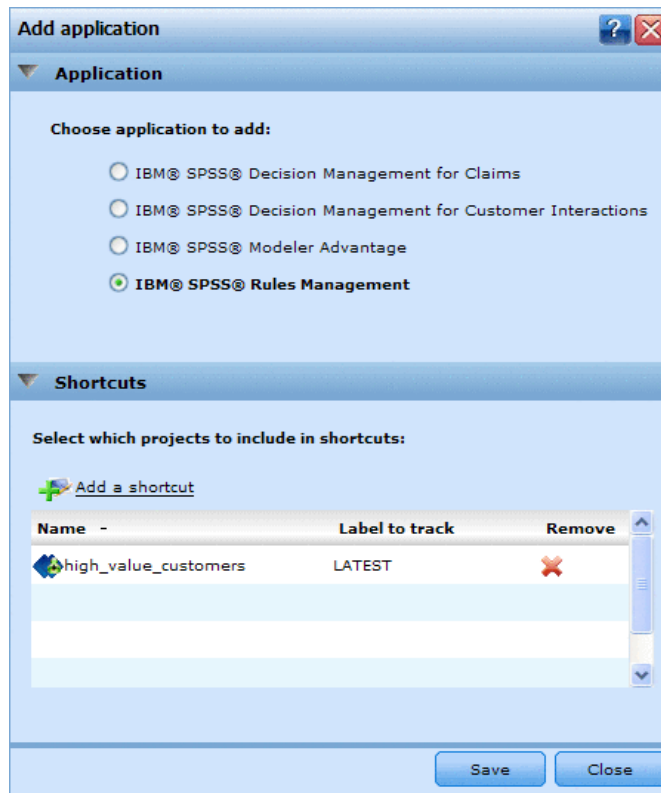 Add application
?
Application
Choose application to add:
IBM® SPSS® Decision Management for Claims
IBM® SPSS® Decision Management for Customer Interactions
IBM® SPSS® Modeler Advantage
IBM® SPSS® Rules Management
Shortcuts
Select which projects to include in shortcuts:
Add a shortcut
Name - Label to track Remove
high_value_customers LATEST
Save Close